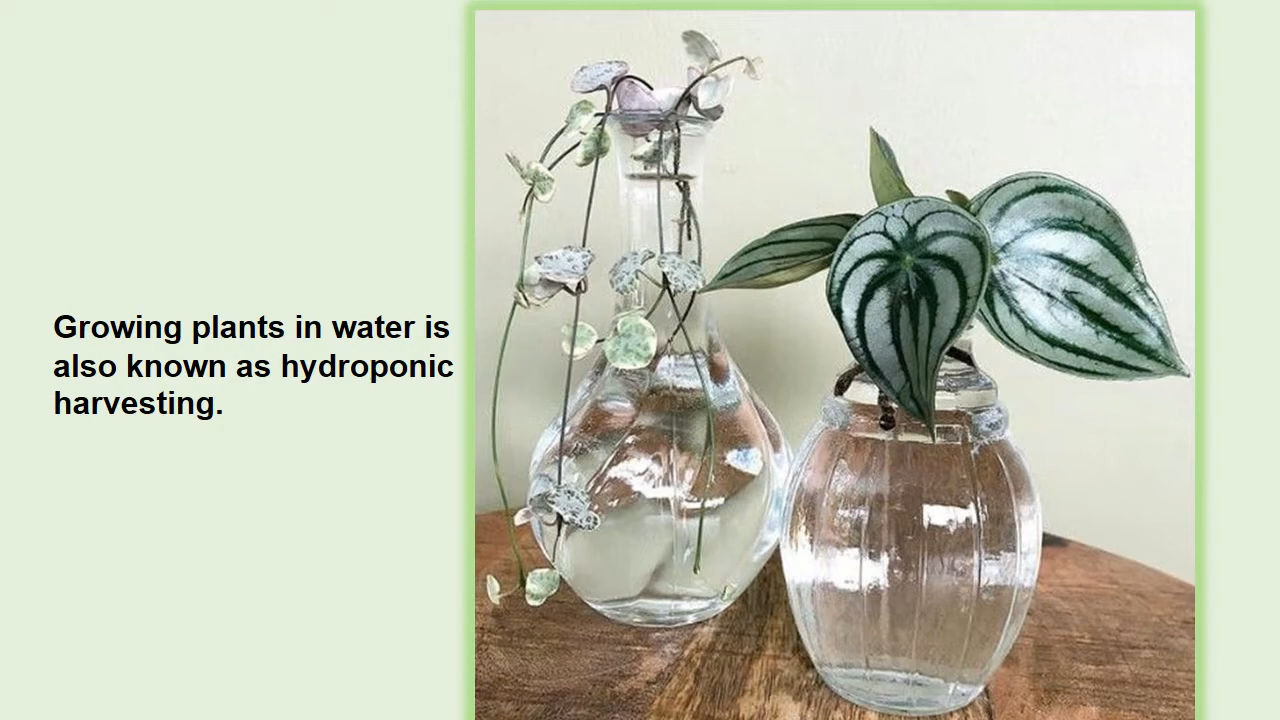 Growing plants in water is
also known as hydroponic
harvesting.